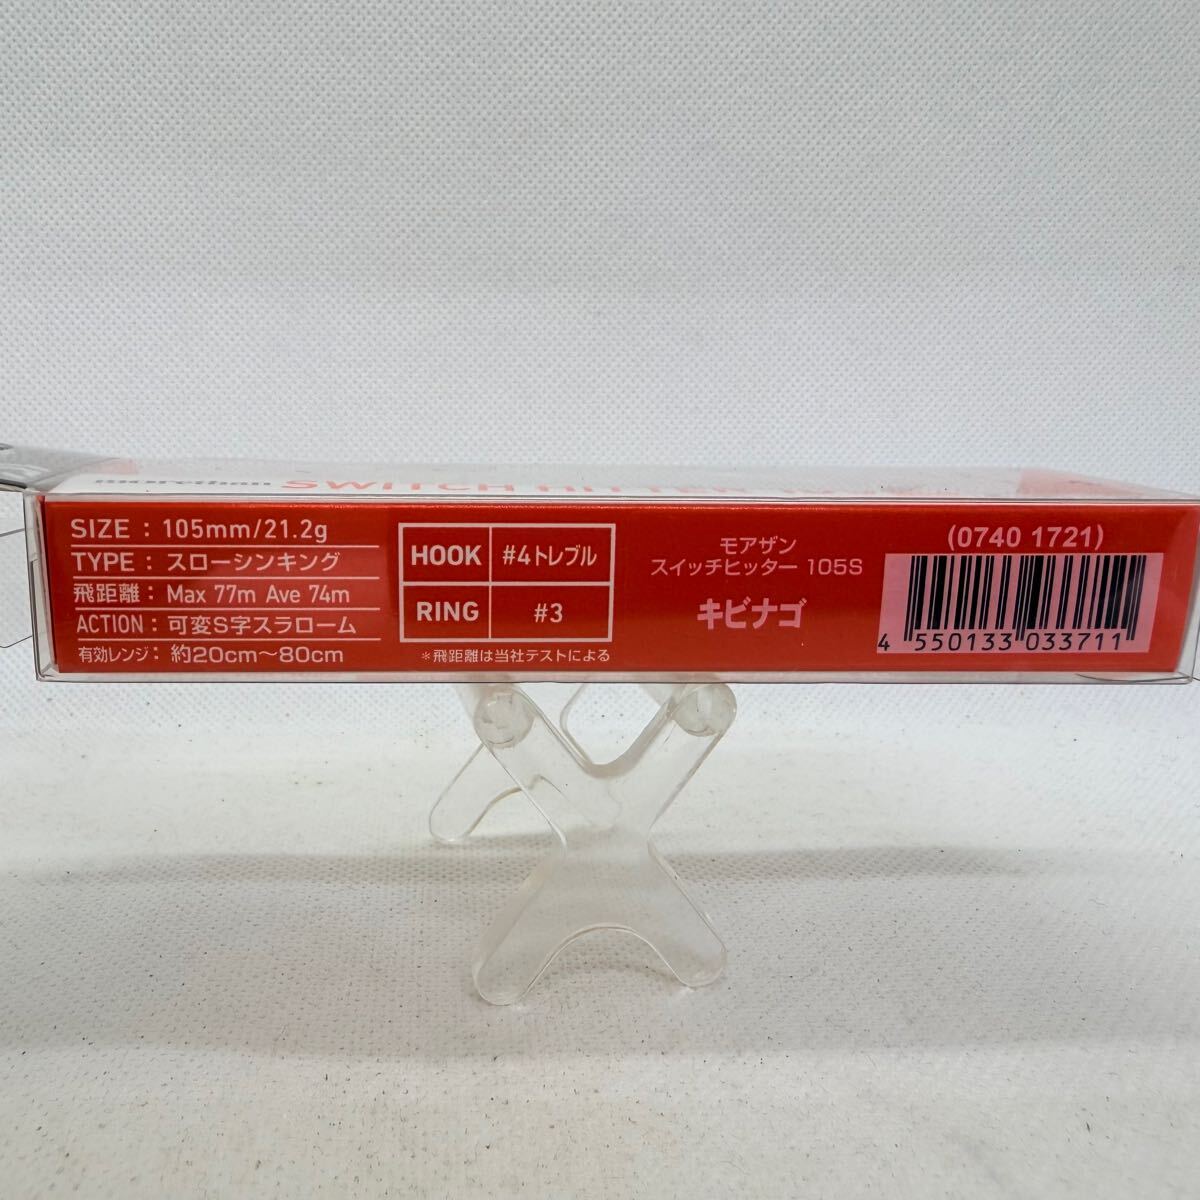 morethan SWITCH HITTER
SIZE : 105mm/21.2g
TYPE : スローシンキング
飛距離 : Max 77m Ave 74m
ACTION : 可変S字スラローム
有効レンジ : 約20cm～80cm
HOOK #4トレブル
RING #3
＊飛距離は当社テストによる
モアザン
スイッチヒッター 105S
キビナゴ
(0740 1721)
4 550133 033711